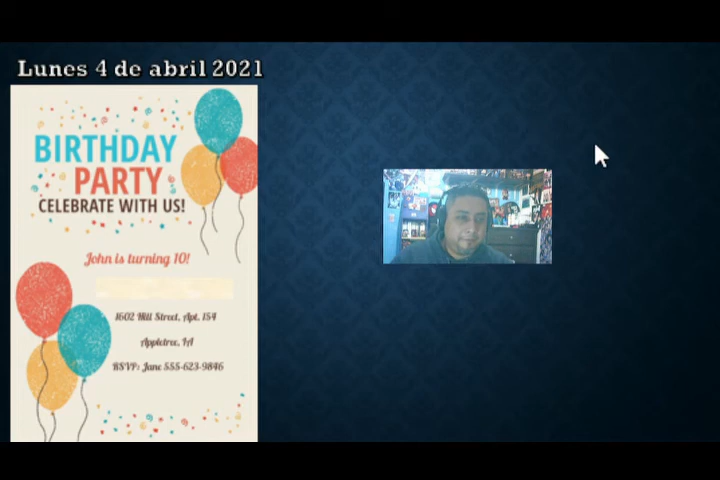 Lunes 4 de abril 2021
BIRTHDAY
PARTY
CELEBRATE WITH US!
John is turning 10!
1602 Hill Street, Apt. 154
Appletree, IA
RSVP: Jane 555-623-9846